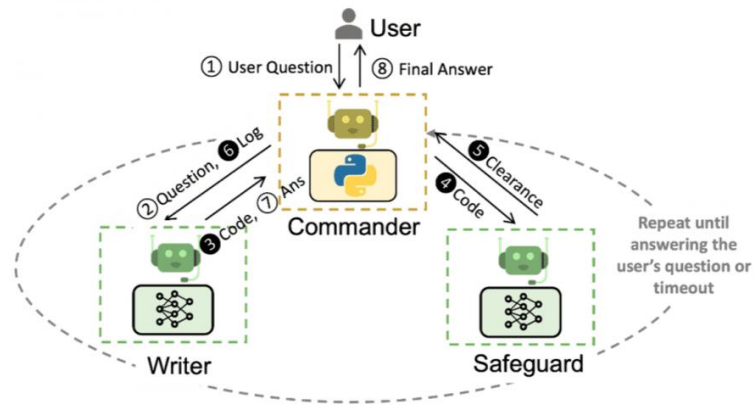 User
① User Question
⑧ Final Answer
② Question, ❻ Log
❸ Code, ⑦ Ans
Commander
❺ Clearance
❹ Code
Repeat until
answering the
user's question or
timeout
Writer
Safeguard